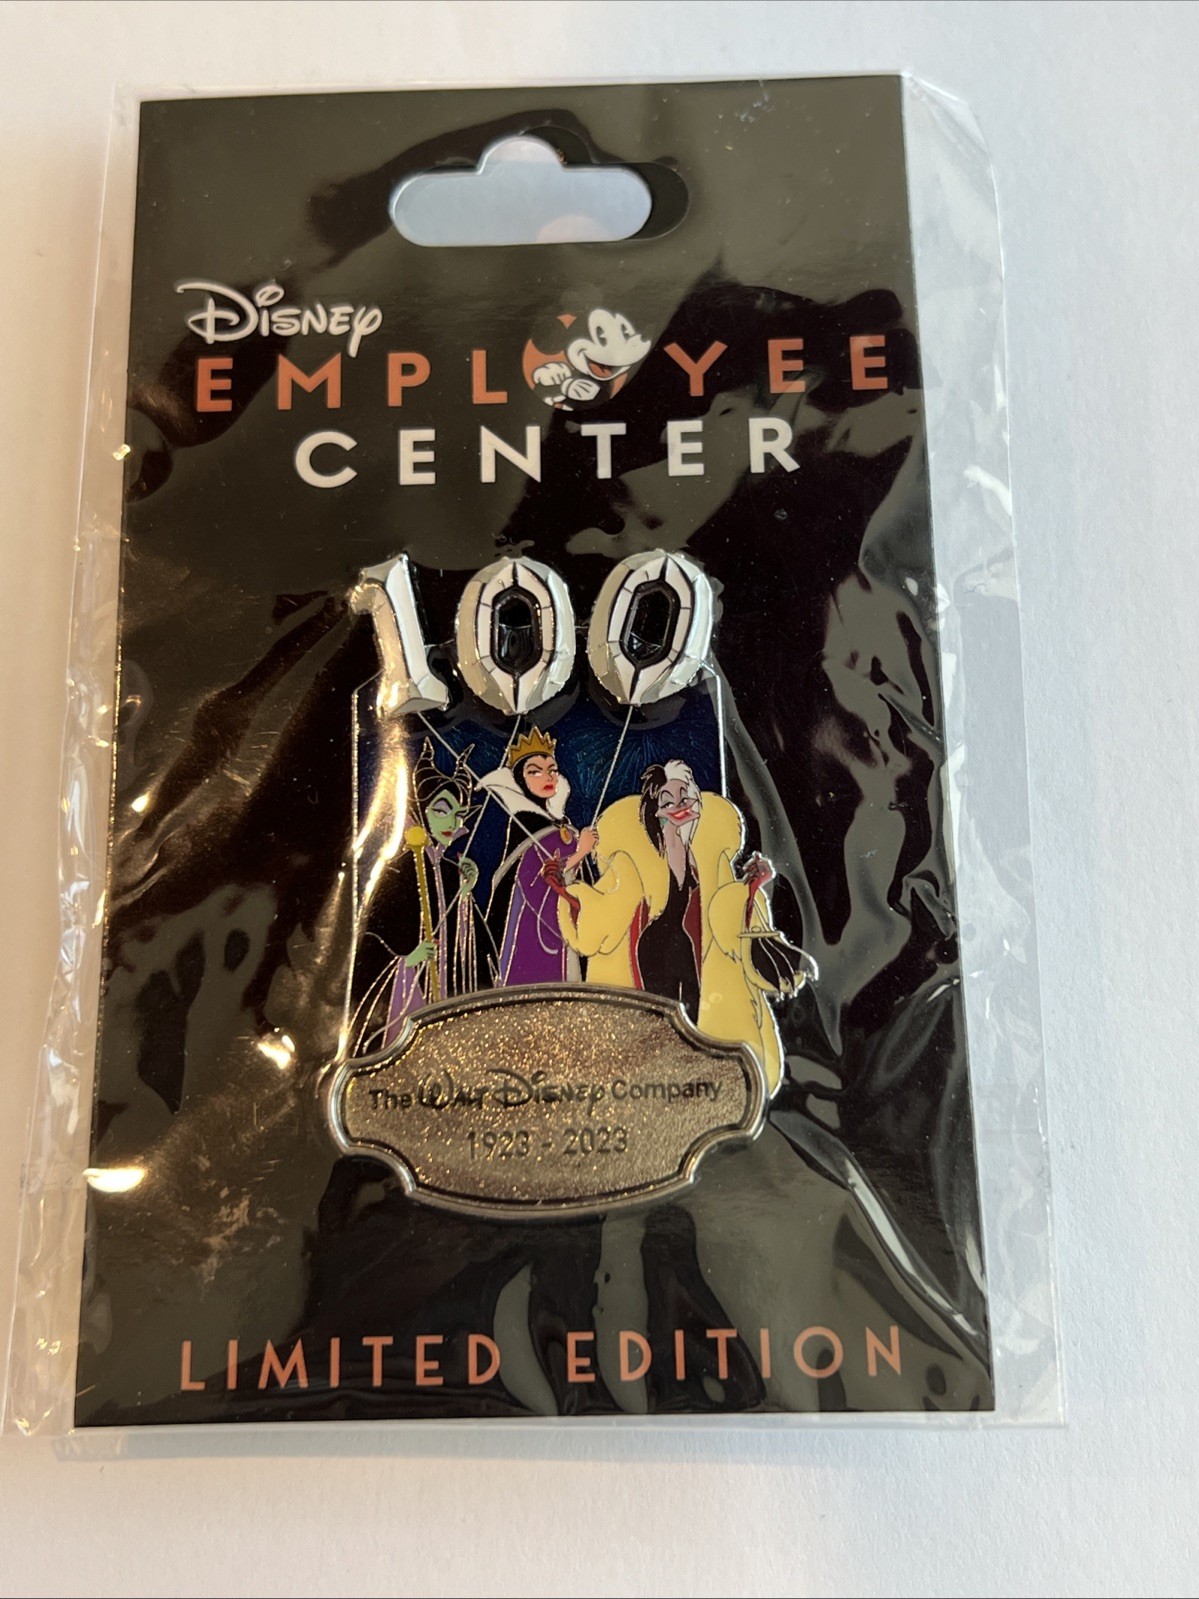 Disney
EMPLOYEE
CENTER
100
The Walt Disney Company
1923 - 2023
LIMITED EDITION